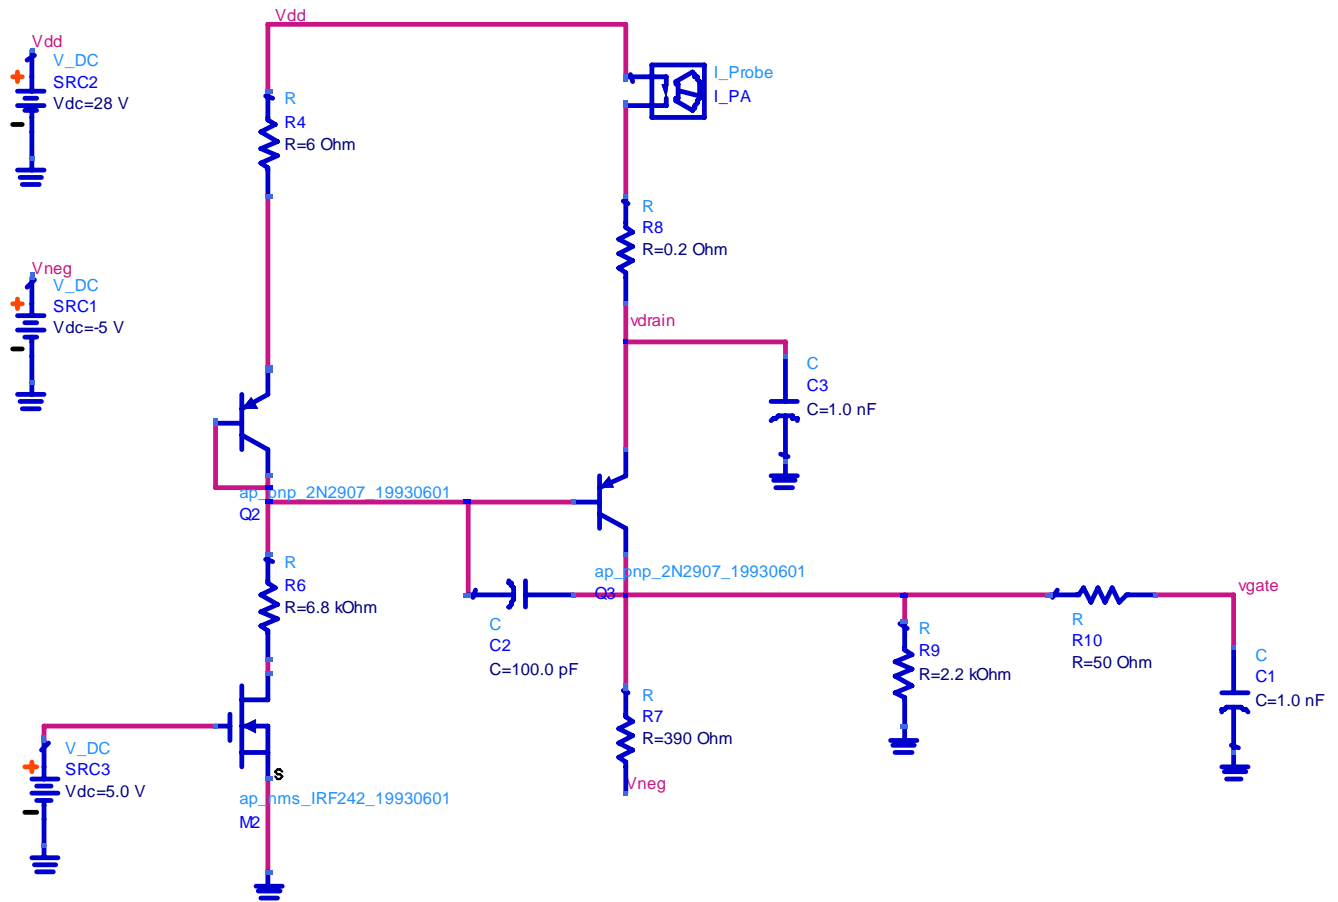 Vdd
Vdd
V_DC
SRC2
Vdc=28 V
R
R4
R=6 Ohm
I_Probe
I_PA
R
R8
R=0.2 Ohm
Vneg
V_DC
SRC1
Vdc=-5 V
vdrain
C
C3
C=1.0 nF
ap_pnp_2N2907_19930601
Q2
R
R6
R=6.8 kOhm
ap_pnp_2N2907_19930601
Q3
C
C2
C=100.0 pF
R
R9
R=2.2 kOhm
R
R10
R=50 Ohm
vgate
C
C1
C=1.0 nF
R
R7
R=390 Ohm
Vneg
V_DC
SRC3
Vdc=5.0 V
S
ap_nms_IRF242_19930601
M2